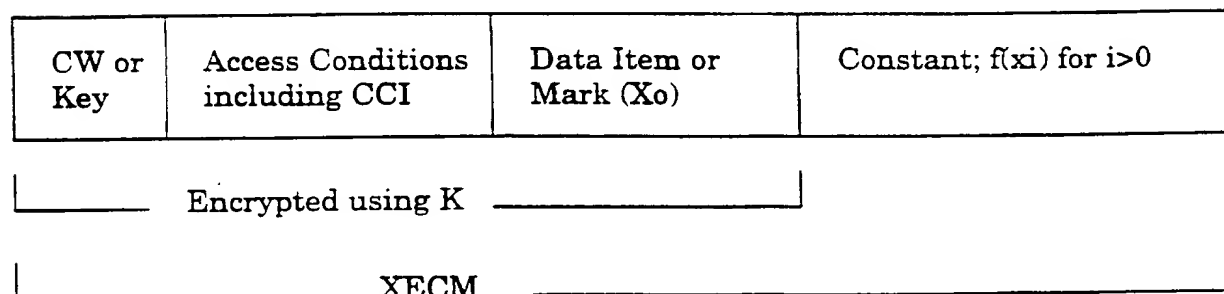 CW or Key
Access Conditions including CCI
Data Item or Mark (Xo)
Constant; f(xi) for i>0
Encrypted using K
XECM